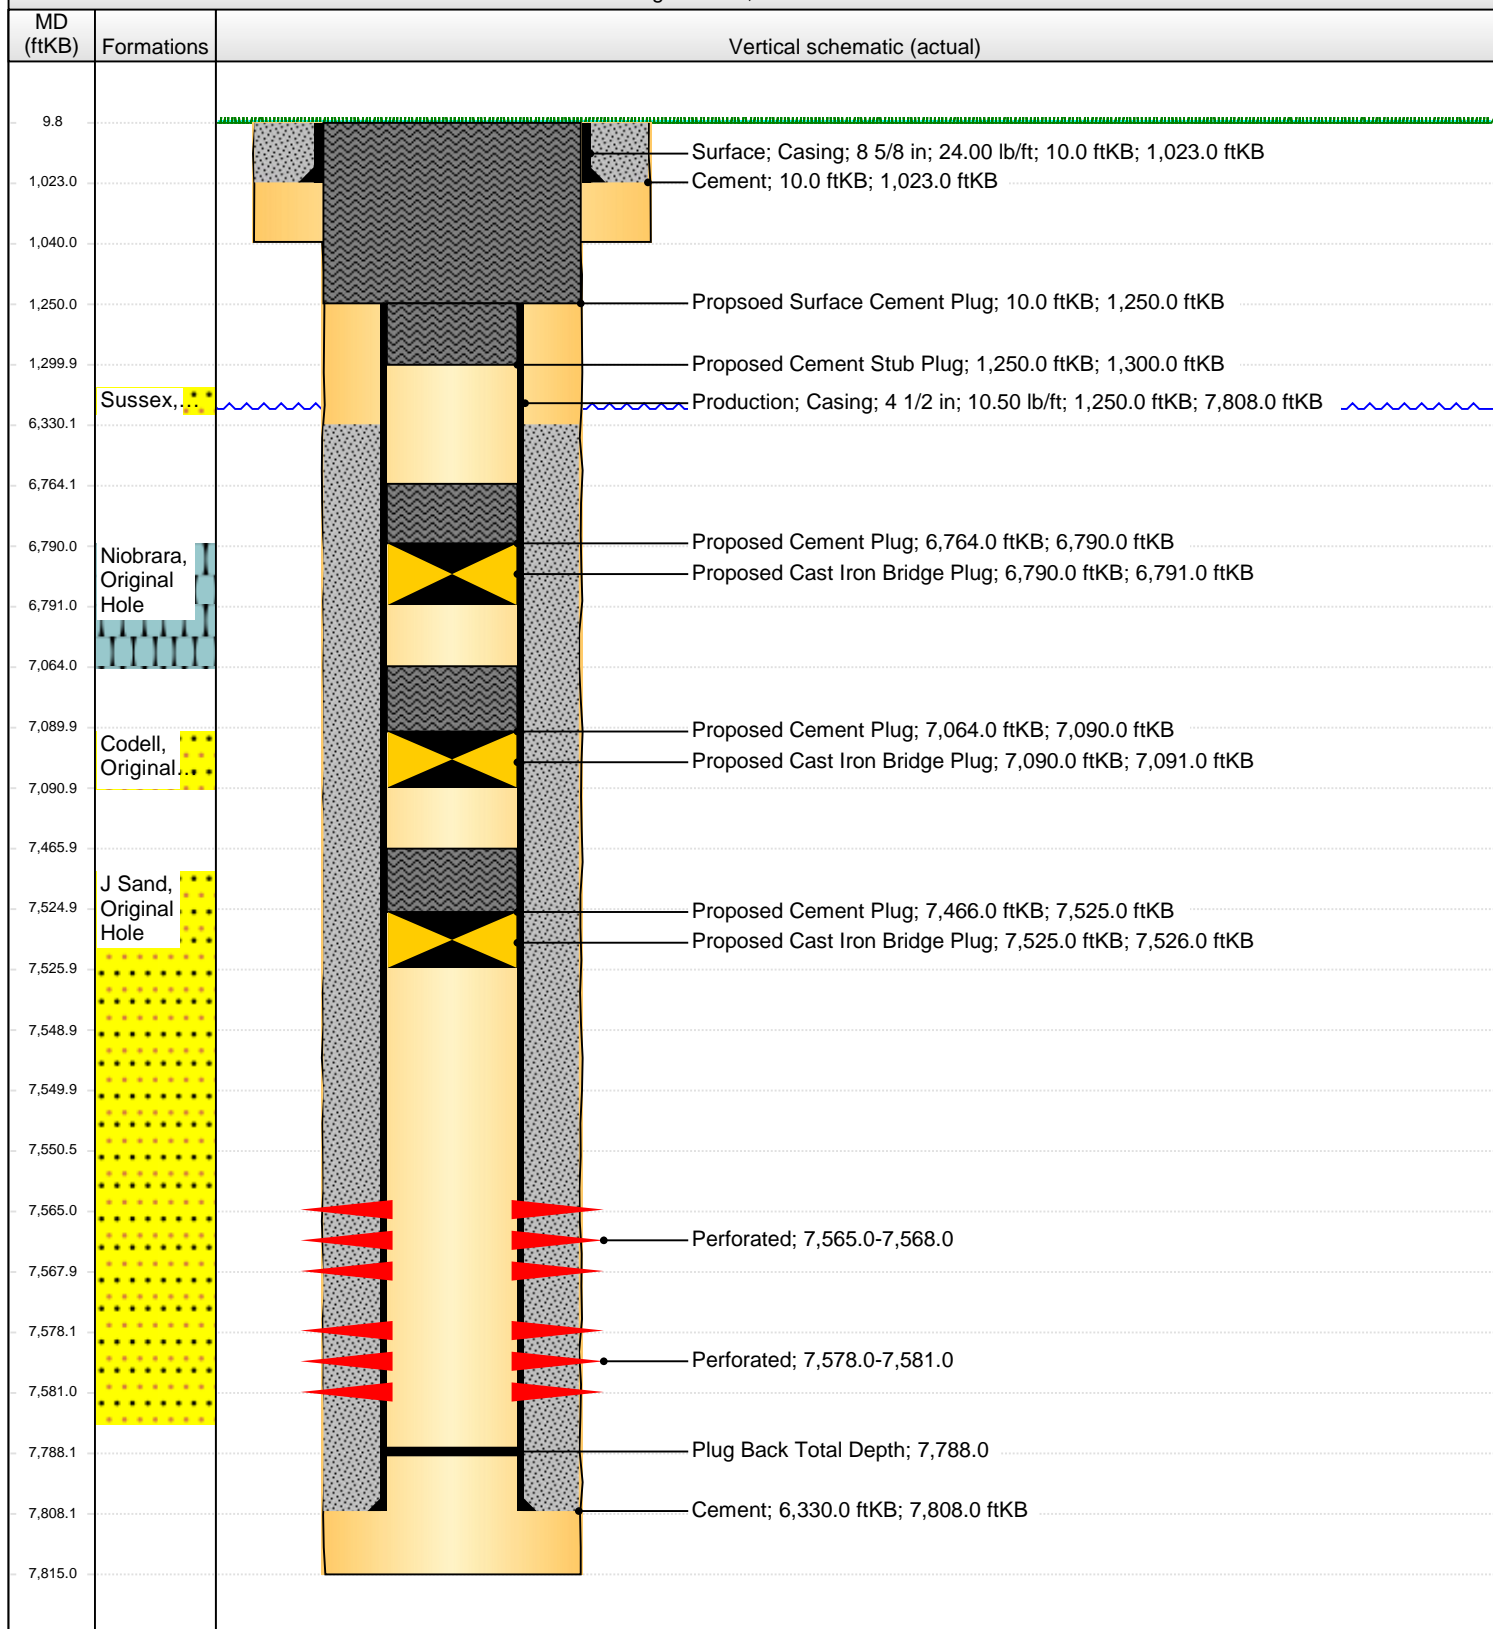 MD
(ftKB)
Formations
Vertical schematic (actual)
9.8
Surface; Casing; 8 5/8 in; 24.00 lb/ft; 10.0 ftKB; 1,023.0 ftKB
1,023.0
Cement; 10.0 ftKB; 1,023.0 ftKB
1,040.0
1,250.0
Propsoed Surface Cement Plug; 10.0 ftKB; 1,250.0 ftKB
1,299.9
Proposed Cement Stub Plug; 1,250.0 ftKB; 1,300.0 ftKB
Sussex,...
Production; Casing; 4 1/2 in; 10.50 lb/ft; 1,250.0 ftKB; 7,808.0 ftKB
6,330.1
6,764.1
6,790.0
Niobrara,
Original
Hole
Proposed Cement Plug; 6,764.0 ftKB; 6,790.0 ftKB
Proposed Cast Iron Bridge Plug; 6,790.0 ftKB; 6,791.0 ftKB
6,791.0
7,064.0
7,089.9
Proposed Cement Plug; 7,064.0 ftKB; 7,090.0 ftKB
Codell,
Original...
Proposed Cast Iron Bridge Plug; 7,090.0 ftKB; 7,091.0 ftKB
7,090.9
7,465.9
J Sand,
Original
Hole
7,524.9
Proposed Cement Plug; 7,466.0 ftKB; 7,525.0 ftKB
Proposed Cast Iron Bridge Plug; 7,525.0 ftKB; 7,526.0 ftKB
7,525.9
7,548.9
7,549.9
7,550.5
7,565.0
Perforated; 7,565.0-7,568.0
7,567.9
7,578.1
Perforated; 7,578.0-7,581.0
7,581.0
7,788.1
Plug Back Total Depth; 7,788.0
7,808.1
Cement; 6,330.0 ftKB; 7,808.0 ftKB
7,815.0